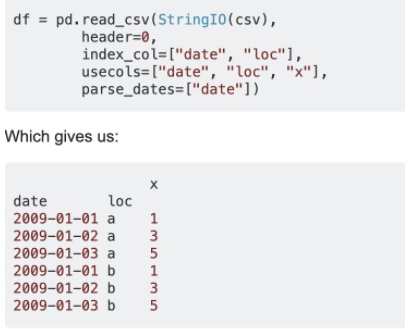 df = pd.read_csv(StringIO(csv),
        header=0,
        index_col=["date", "loc"],
        usecols=["date", "loc", "x"],
        parse_dates=["date"])
Which gives us:
                x
date       loc
2009-01-01 a    1
2009-01-02 a    3
2009-01-03 a    5
2009-01-01 b    1
2009-01-02 b    3
2009-01-03 b    5